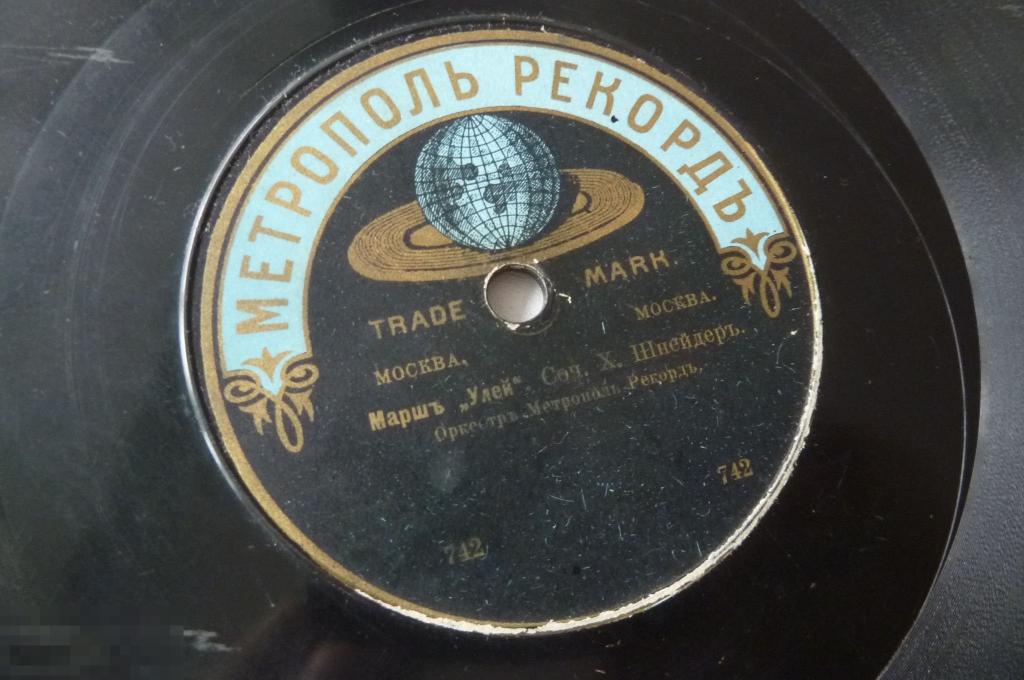 МЕТРОПОЛЬ РЕКОРДЪ
TRADE MARK.
МОСКВА. МОСКВА.
Маршъ „Улей“ Соч. Х. Шнейдеръ.
Оркестръ Метрополь Рекордъ.
742 742